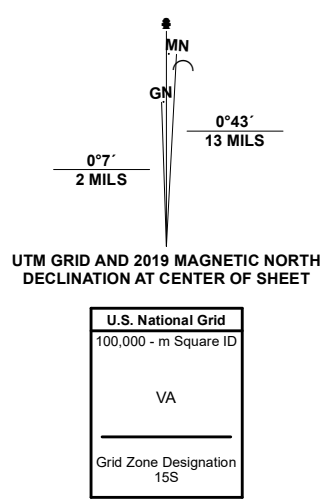 MN
GN
0°43´
13 MILS
0°7´
2 MILS
UTM GRID AND 2019 MAGNETIC NORTH
DECLINATION AT CENTER OF SHEET
U.S. National Grid
100,000 - m Square ID
VA
Grid Zone Designation
15S